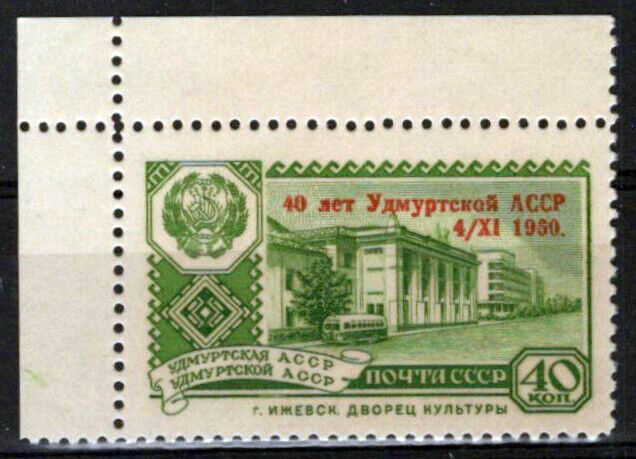 40 лет Удмуртской АССР
4/XI 1960.
УДМУРТСКАЯ АССР
УДМУРТСКОЙ АССР
ПОЧТА СССР
40
КОП.
г. ИЖЕВСК. ДВОРЕЦ КУЛЬТУРЫ